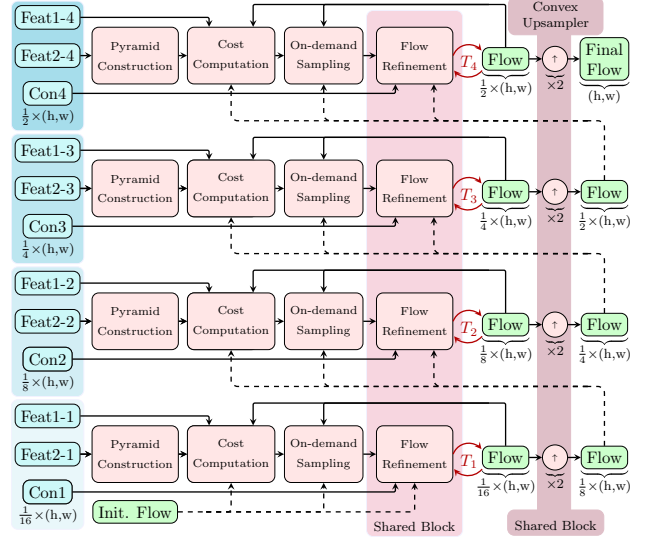 Convex
Upsampler
Feat1-4
Feat2-4
Con4
1/2 ×(h,w)
Pyramid
Construction
Cost
Computation
On-demand
Sampling
Flow
Refinement
T4
Flow
1/2 ×(h,w)
↑
×2
Final
Flow
(h,w)
Feat1-3
Feat2-3
Con3
1/4 ×(h,w)
Pyramid
Construction
Cost
Computation
On-demand
Sampling
Flow
Refinement
T3
Flow
1/4 ×(h,w)
↑
×2
Flow
1/2 ×(h,w)
Feat1-2
Feat2-2
Con2
1/8 ×(h,w)
Pyramid
Construction
Cost
Computation
On-demand
Sampling
Flow
Refinement
T2
Flow
1/8 ×(h,w)
↑
×2
Flow
1/4 ×(h,w)
Feat1-1
Feat2-1
Con1
1/16 ×(h,w)
Pyramid
Construction
Cost
Computation
On-demand
Sampling
Flow
Refinement
T1
Flow
1/16 ×(h,w)
↑
×2
Flow
1/8 ×(h,w)
Init. Flow
Shared Block
Shared Block